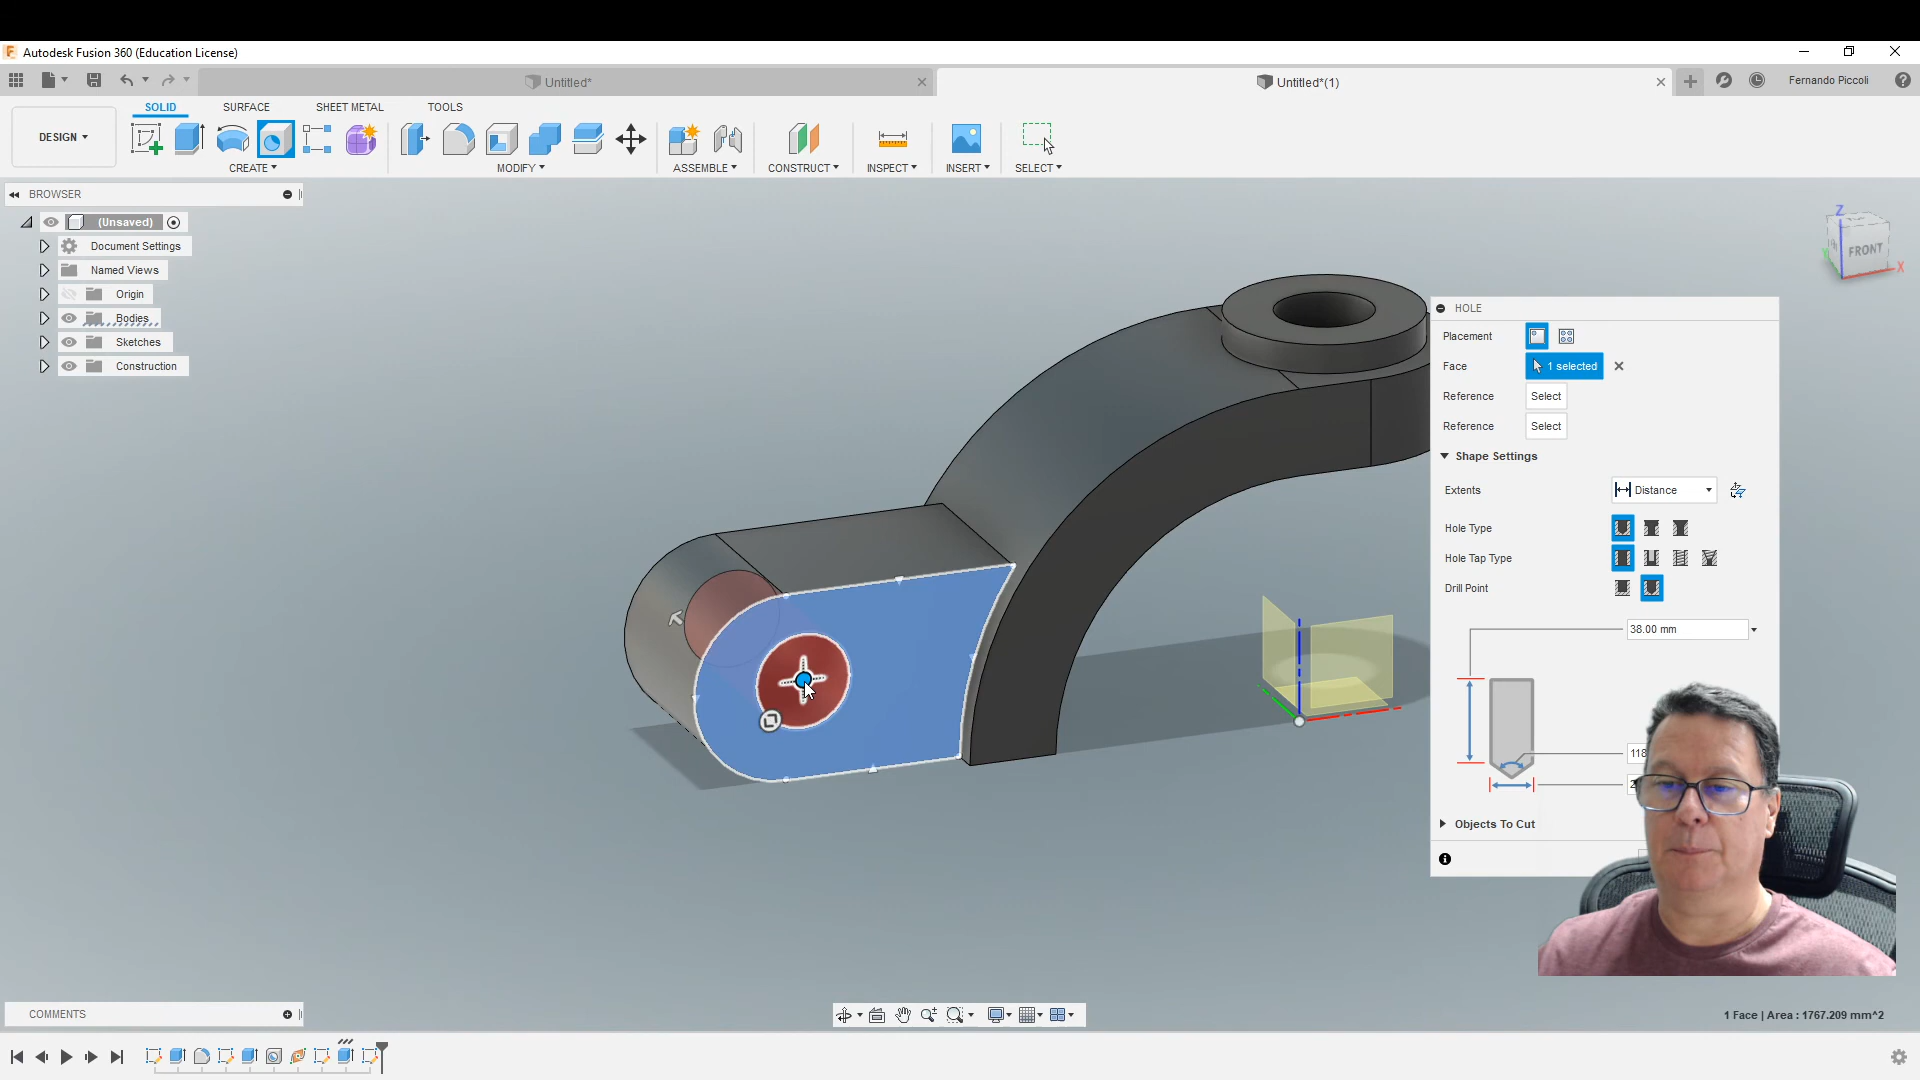 Autodesk Fusion 360 (Education License)
Untitled*
Untitled*(1)
Fernando Piccoli
DESIGN
SOLID
SURFACE
SHEET METAL
TOOLS
CREATE
MODIFY
ASSEMBLE
CONSTRUCT
INSPECT
INSERT
SELECT
BROWSER
(Unsaved)
Document Settings
Named Views
Origin
Bodies
Sketches
Construction
Z
FRONT
X
HOLE
Placement
Face
1 selected
Reference
Select
Reference
Select
Shape Settings
Extents
Distance
Hole Type
Hole Tap Type
Drill Point
38.00 mm
118
Objects To Cut
COMMENTS
1 Face | Area : 1767.209 mm^2